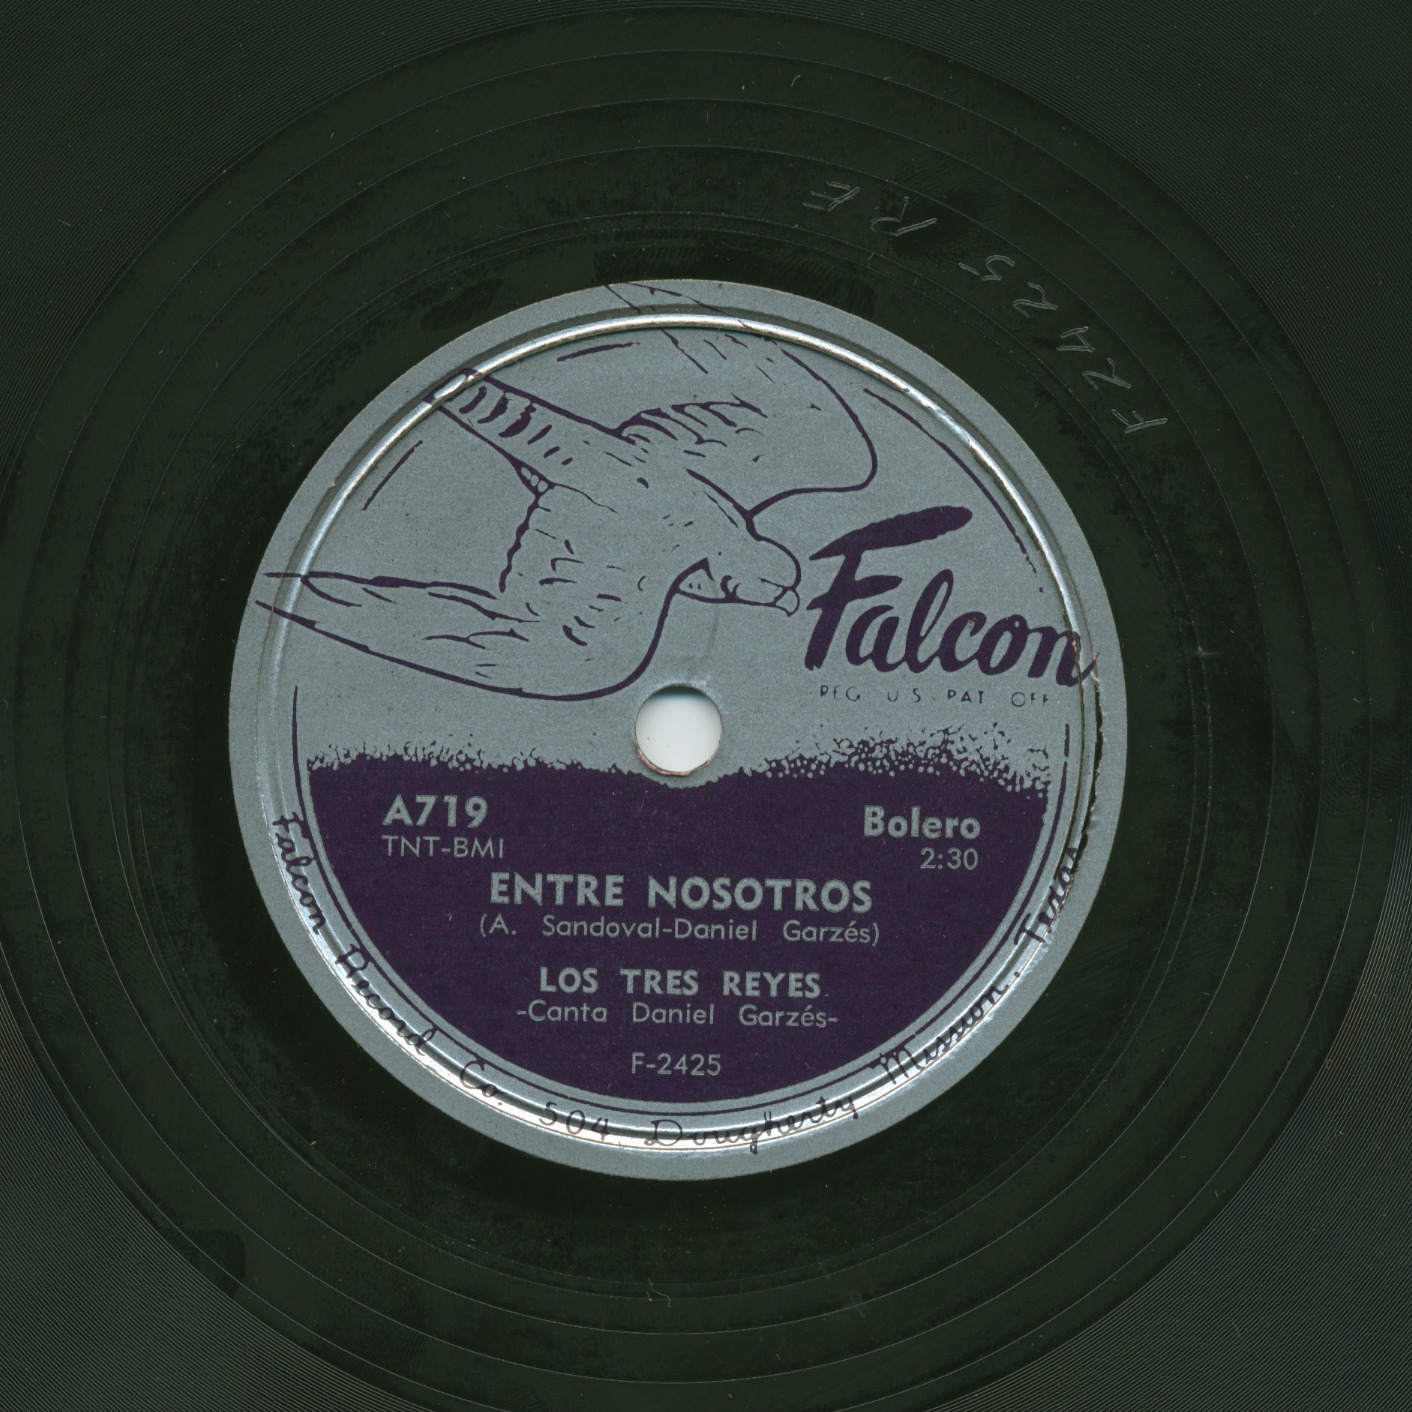 F2425 RE
Falcon
REG. U.S. PAT OFF
A719
Bolero
TNT-BMI
2:30
ENTRE NOSOTROS
(A. Sandoval-Daniel Garzés)
LOS TRES REYES
-Canta Daniel Garzés-
F-2425
Falcon Record Co. 504 Dougherty Mission, Texas